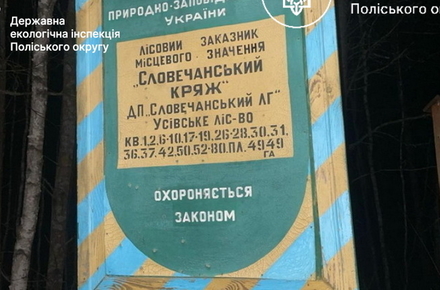 Державна
екологічна інспекція
Поліського округу
Поліського округу
ПРИРОДНО-ЗАПОВІД
УКРАЇНИ
ЛІСОВИЙ ЗАКАЗНИК
МІСЦЕВОГО ЗНАЧЕННЯ
„СЛОВЕЧАНСЬКИЙ
КРЯЖ"
ДП „СЛОВЕЧАНСЬКИЙ ЛГ"
УСІВСЬКЕ ЛІС-ВО
КВ.1,2,6-10,17-19,26-28,30,31,
36,37,42,50,52-80.ПЛ.4949
ГА
ОХОРОНЯЄТЬСЯ
ЗАКОНОМ